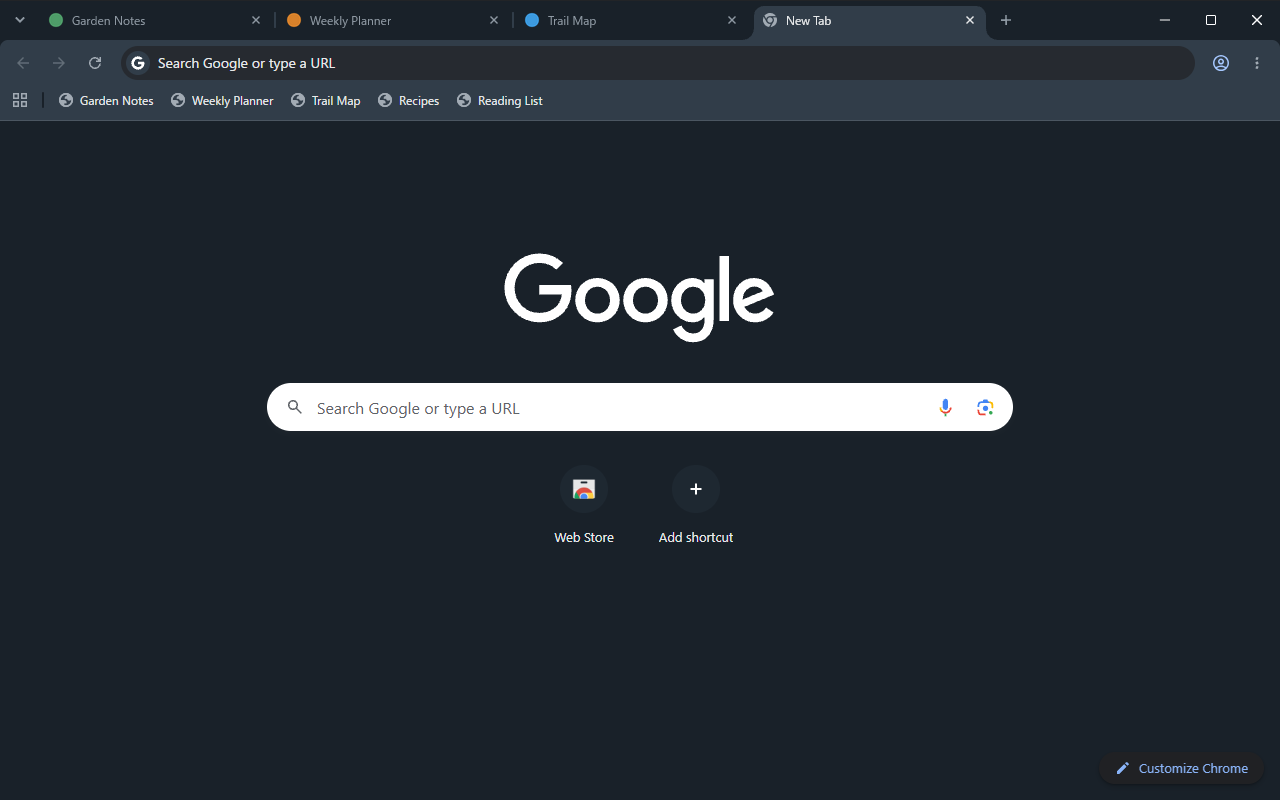 Garden Notes
Weekly Planner
Trail Map
New Tab
Search Google or type a URL
Garden Notes
Weekly Planner
Trail Map
Recipes
Reading List
Google
Search Google or type a URL
Web Store
Add shortcut
Customize Chrome